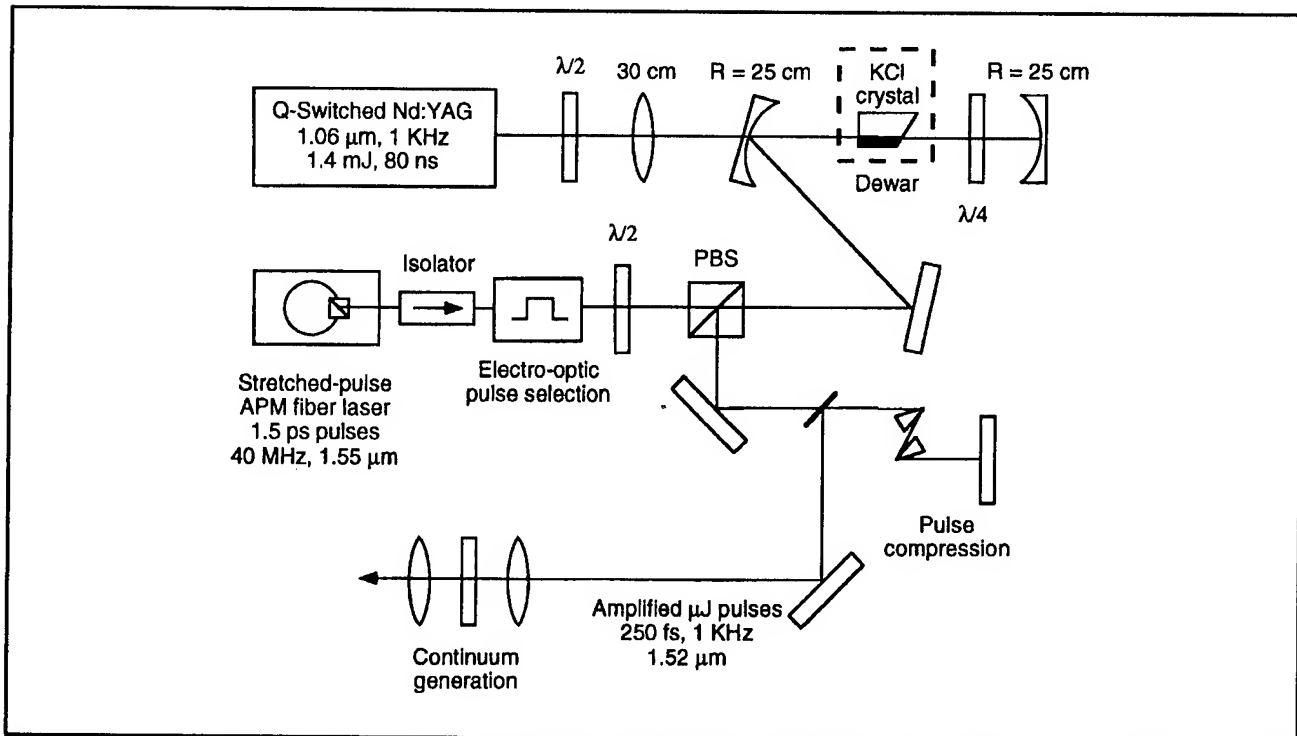 λ/2
30 cm
R = 25 cm
KCl
crystal
R = 25 cm
Q-Switched Nd:YAG
1.06 μm, 1 KHz
1.4 mJ, 80 ns
Dewar
λ/4
λ/2
PBS
Isolator
Electro-optic
pulse selection
Stretched-pulse
APM fiber laser
1.5 ps pulses
40 MHz, 1.55 μm
Pulse
compression
Amplified μJ pulses
250 fs, 1 KHz
1.52 μm
Continuum
generation